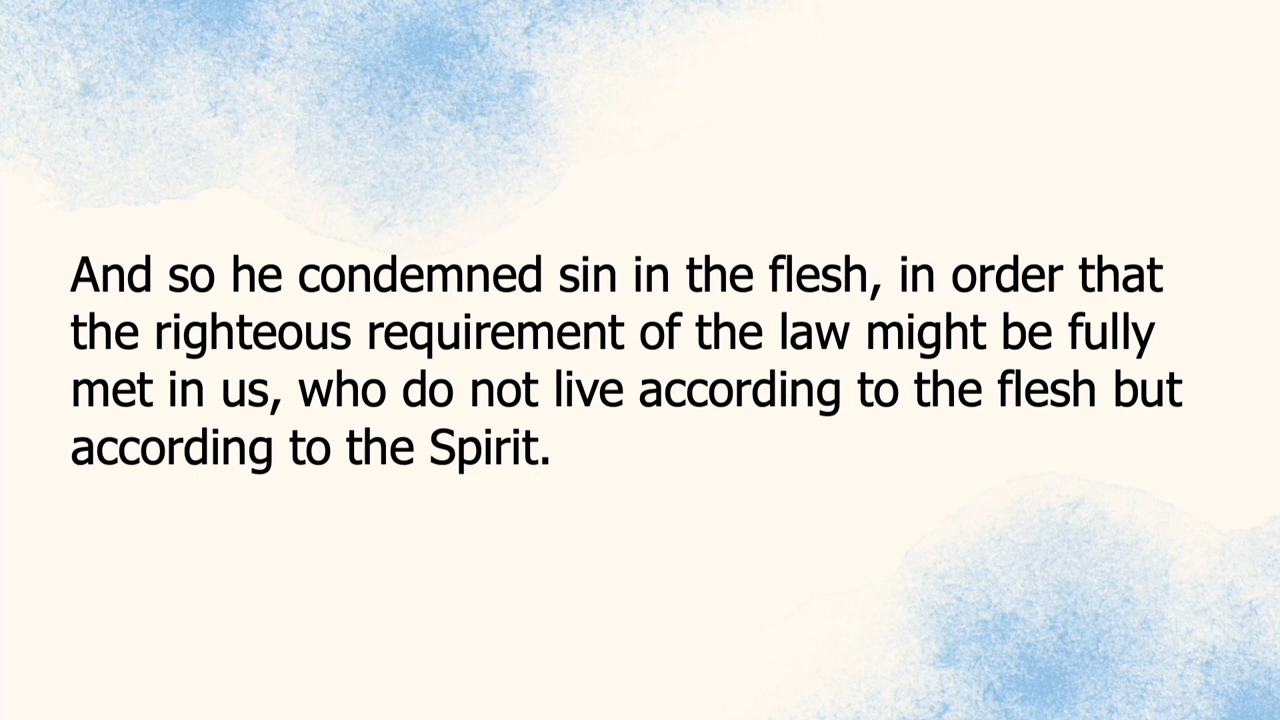 And so he condemned sin in the flesh, in order that
the righteous requirement of the law might be fully
met in us, who do not live according to the flesh but
according to the Spirit.